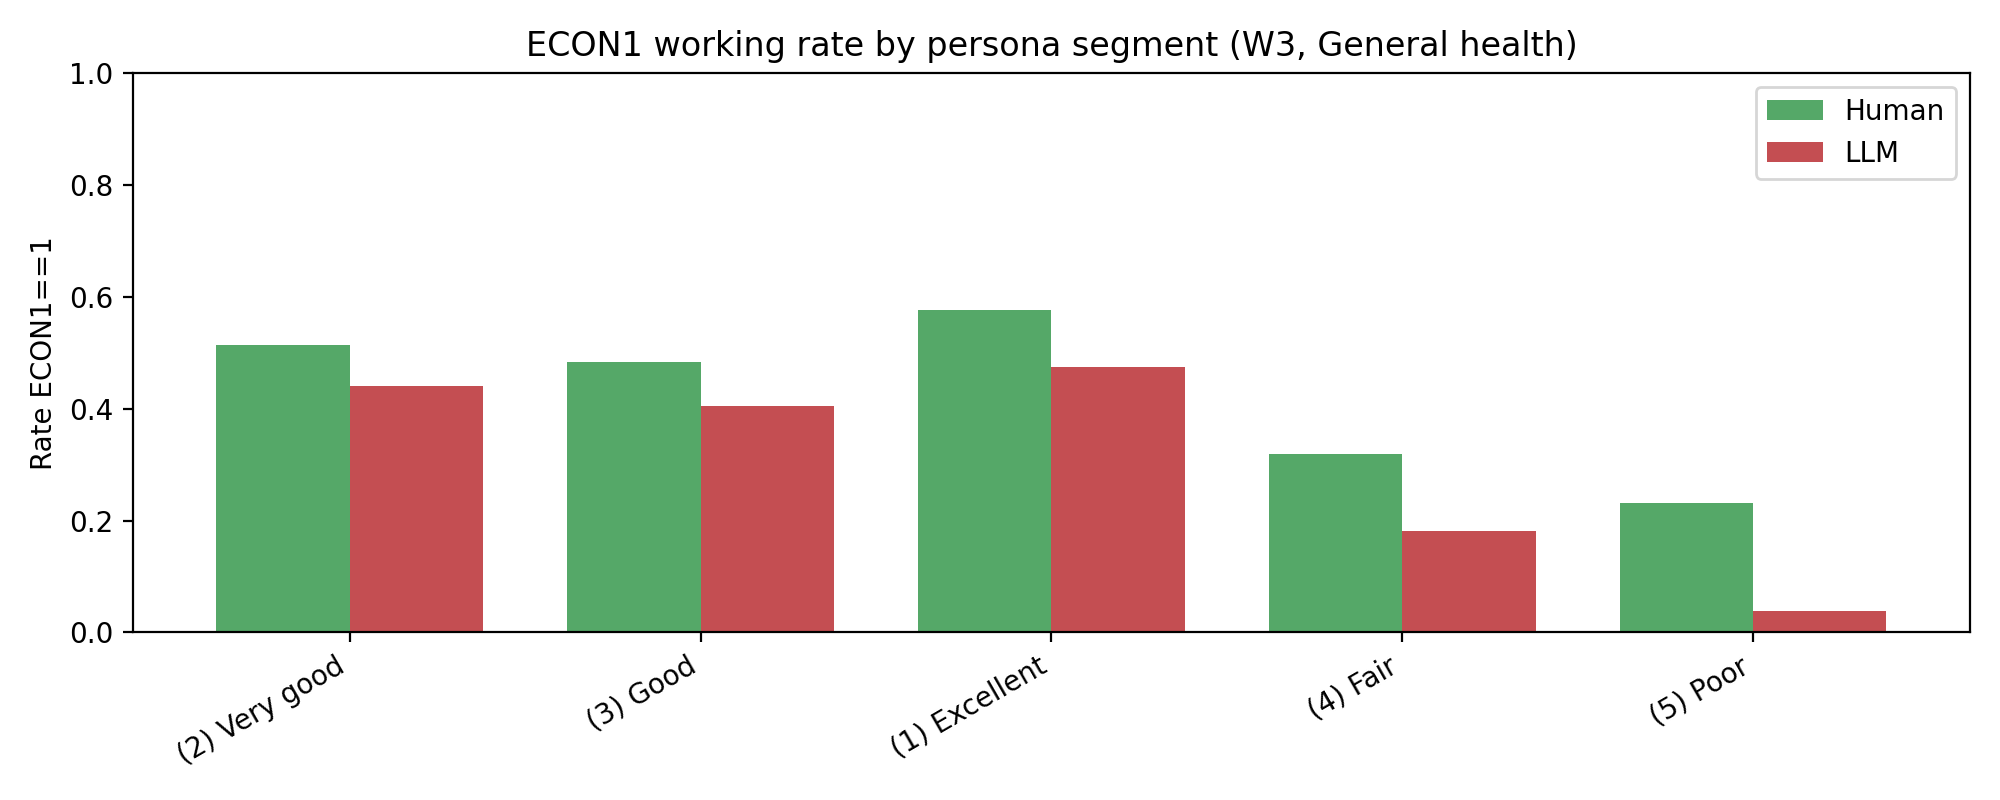 ECON1 working rate by persona segment (W3, General health)
Rate ECON1==1
1.0
0.8
0.6
0.4
0.2
0.0
Human
LLM
(2) Very good
(3) Good
(1) Excellent
(4) Fair
(5) Poor